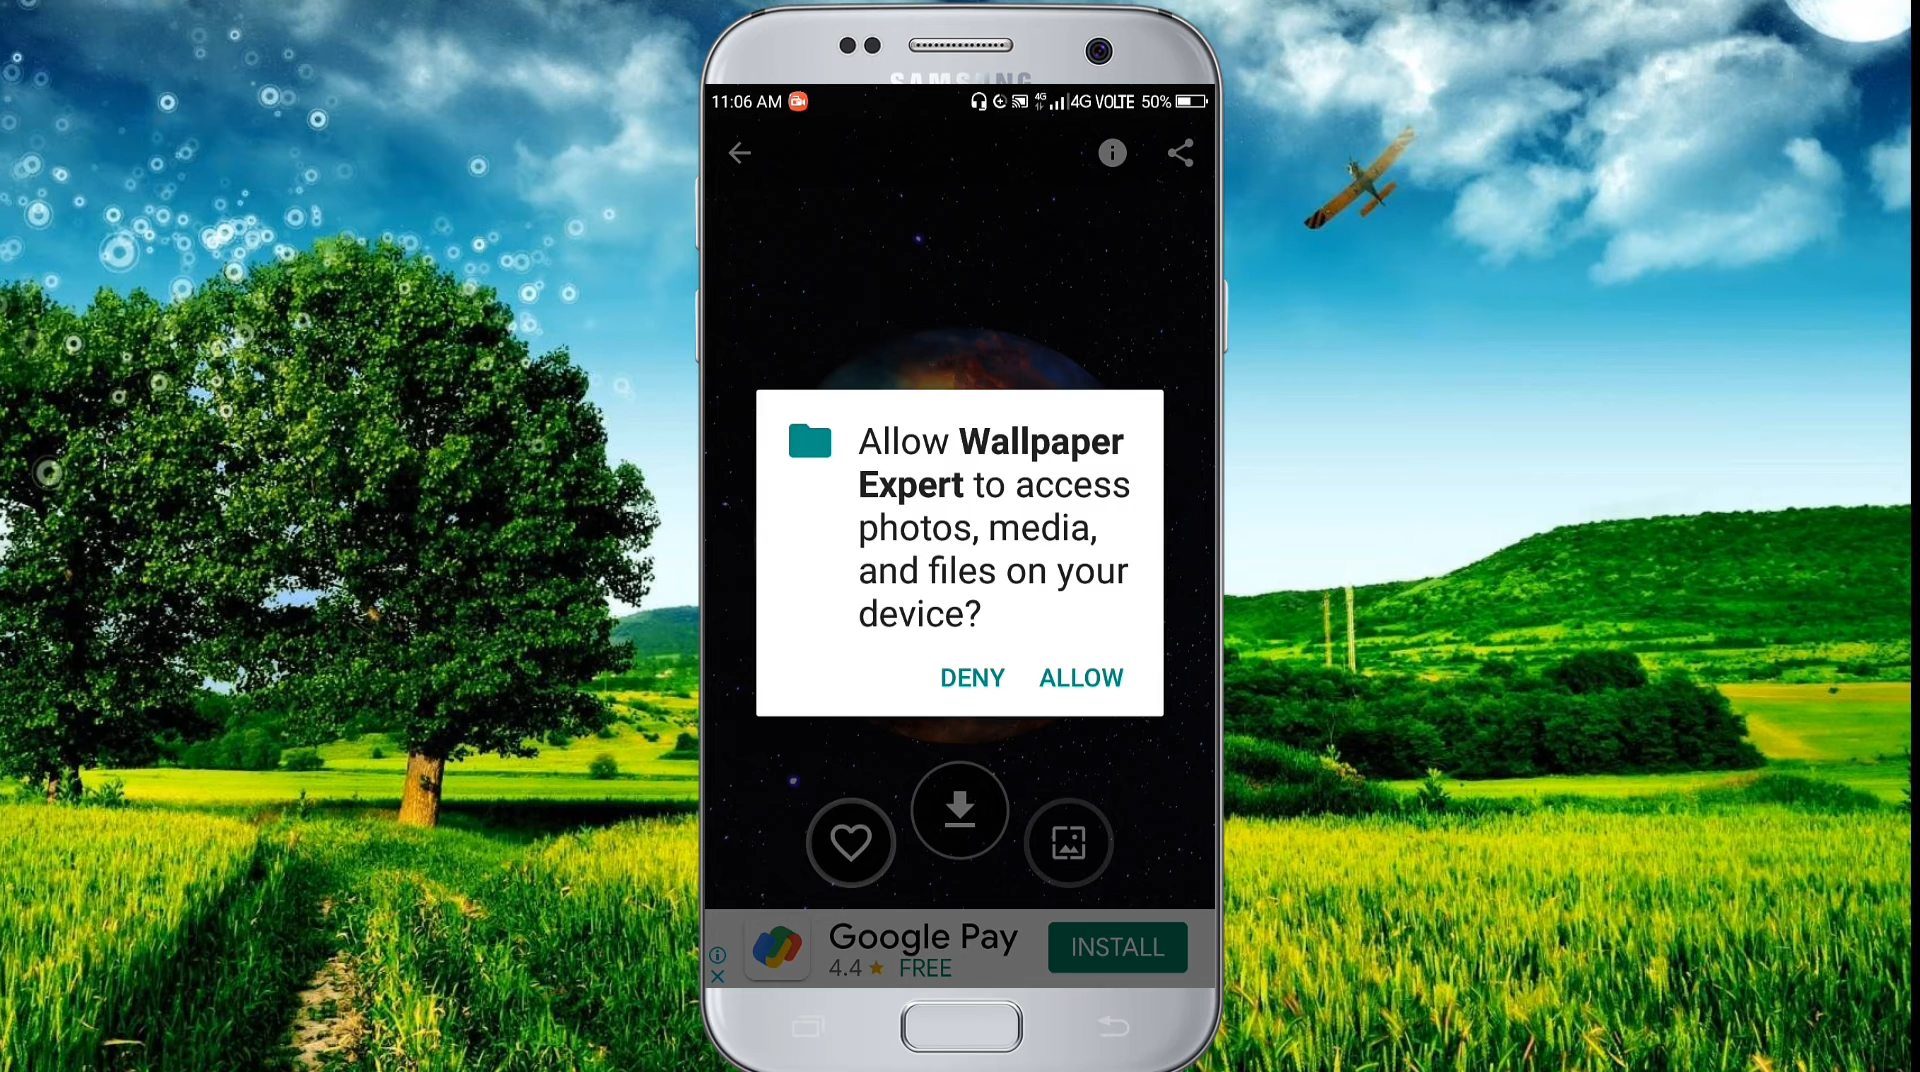 SAMSUNG
11:06 AM
4G 4G VOLTE 50%
Allow Wallpaper
Expert to access
photos, media,
and files on your
device?
DENY ALLOW
Google Pay
4.4 FREE
INSTALL